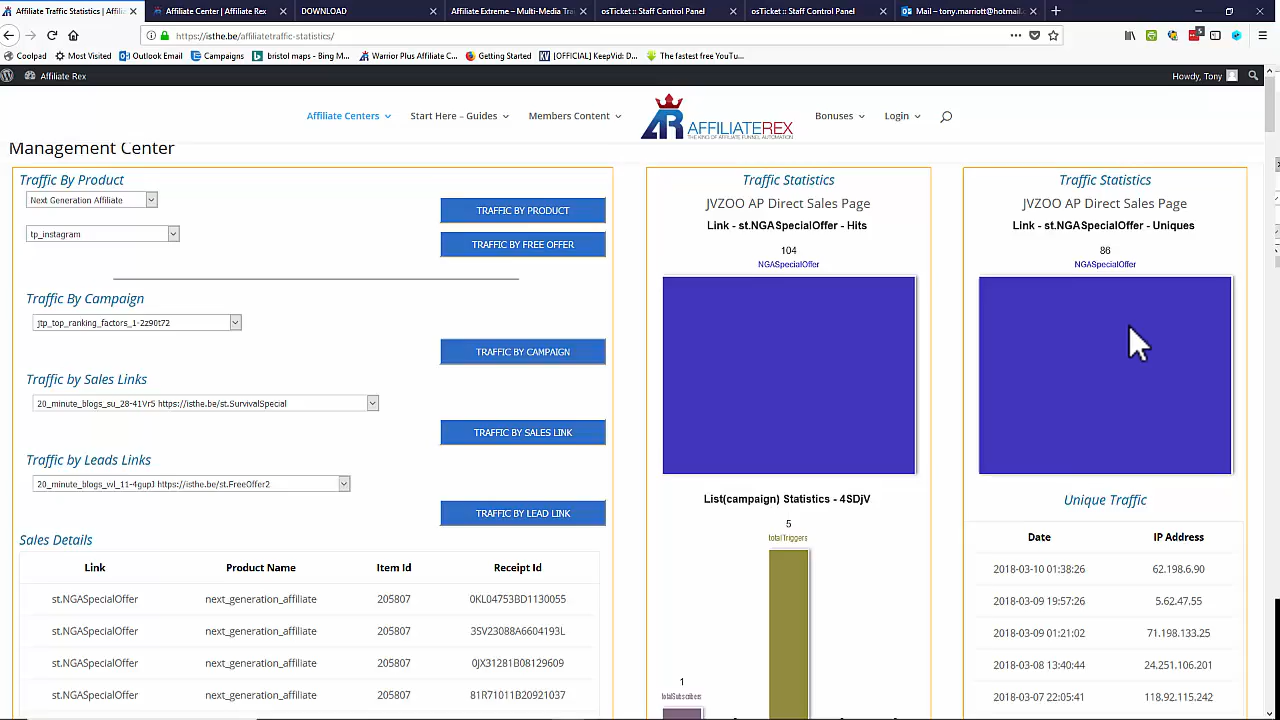 Affiliate Traffic Statistics | Affilia
Affiliate Center | Affiliate Rex
DOWNLOAD
Affiliate Extreme – Multi-Media Tra
osTicket :: Staff Control Panel
osTicket :: Staff Control Panel
Mail – tony.marriott@hotmail.c
https://isthe.be/affiliatetraffic-statistics/
Coolpad
Most Visited
Outlook Email
Campaigns
bristol maps - Bing M...
Warrior Plus Affiliate C...
Getting Started
[OFFICIAL] KeepVid: D...
The fastest free YouT...
Affiliate Rex
Howdy, Tony
Affiliate Centers
Start Here – Guides
Members Content
AFFILIATEREX
THE KING OF AFFILIATE FUNNEL AUTOMATION
Bonuses
Login
Management Center
Traffic By Product
Next Generation Affiliate
TRAFFIC BY PRODUCT
tp_instagram
TRAFFIC BY FREE OFFER
Traffic By Campaign
jtp_top_ranking_factors_1-2z90t72
TRAFFIC BY CAMPAIGN
Traffic by Sales Links
20_minute_blogs_su_28-41VrS https://isthe.be/st.SurvivalSpecial
TRAFFIC BY SALES LINK
Traffic by Leads Links
20_minute_blogs_wl_11-4gupJ https://isthe.be/st.FreeOffer2
TRAFFIC BY LEAD LINK
Sales Details
Link Product Name Item Id Receipt Id
st.NGASpecialOffer next_generation_affiliate 205807 0KL04753BD1130055
st.NGASpecialOffer next_generation_affiliate 205807 3SV23088A6604193L
st.NGASpecialOffer next_generation_affiliate 205807 0JX31281B08129609
st.NGASpecialOffer next_generation_affiliate 205807 81R71011B20921037
Traffic Statistics
JVZOO AP Direct Sales Page
Link - st.NGASpecialOffer - Hits
104
NGASpecialOffer
List(campaign) Statistics - 4SDjV
5
totalTriggers
1
totalSubscribers
Traffic Statistics
JVZOO AP Direct Sales Page
Link - st.NGASpecialOffer - Uniques
86
NGASpecialOffer
Unique Traffic
Date IP Address
2018-03-10 01:38:26 62.198.6.90
2018-03-09 19:57:26 5.62.47.55
2018-03-09 01:21:02 71.198.133.25
2018-03-08 13:40:44 24.251.106.201
2018-03-07 22:05:41 118.92.115.242